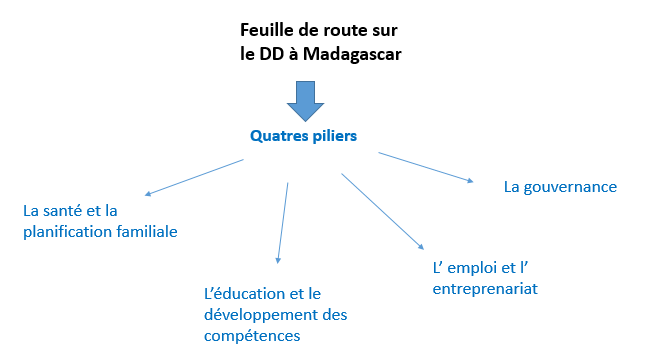 Feuille de route sur
le DD à Madagascar
Quatres piliers
La gouvernance
La santé et la
planification familiale
L' emploi et l'
entreprenariat
L'éducation et le
développement des
compétences